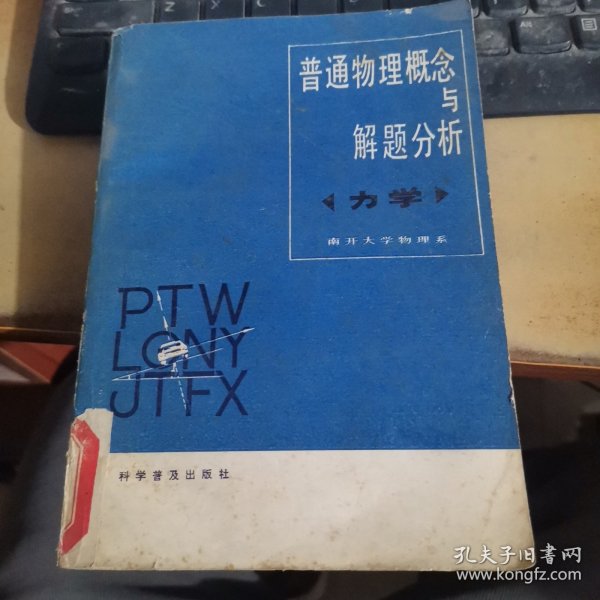 普通物理概念
与
解题分析
力学
南开大学物理系
PTW
LGNY
JTFX
科学普及出版社
孔夫子旧书网
www.kongfz.com